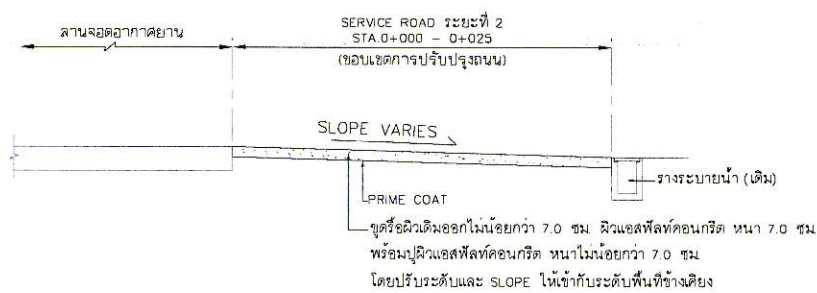 ลานจอดอากาศยาน
SERVICE ROAD ระยะที่ 2
STA.0+000 - 0+025
(ขอบเขตการปรับปรุงถนน)
SLOPE VARIES
รางระบายน้ำ (เดิม)
PRIME COAT
ขูดรื้อผิวเดิมออกไม่น้อยกว่า 7.0 ซม. ผิวแอสฟัลท์คอนกรีต หนา 7.0 ซม.
พร้อมปูผิวแอสฟัลท์คอนกรีต หนาไม่น้อยกว่า 7.0 ซม.
โดยปรับระดับและ SLOPE ให้เข้ากับระดับพื้นที่ข้างเคียง